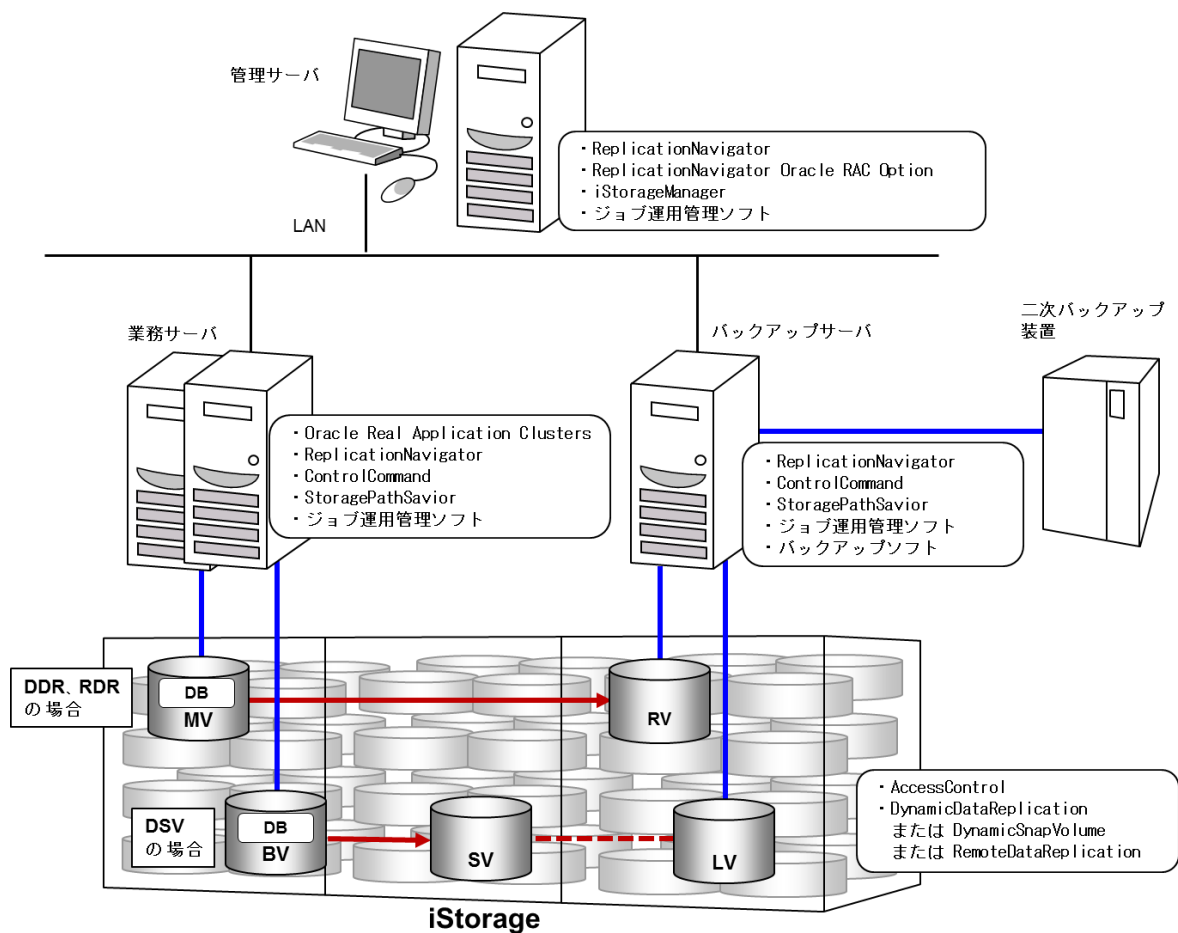 管理サーバ
・ReplicationNavigator
・ReplicationNavigator Oracle RAC Option
・iStorageManager
・ジョブ運用管理ソフト
LAN
業務サーバ
バックアップサーバ
二次バックアップ
装置
・Oracle Real Application Clusters
・ReplicationNavigator
・ControlCommand
・StoragePathSavior
・ジョブ運用管理ソフト
・ReplicationNavigator
・ControlCommand
・StoragePathSavior
・ジョブ運用管理ソフト
・バックアップソフト
DDR、RDR
の場合
DB
MV
RV
DSV
の場合
DB
BV
SV
LV
・AccessControl
・DynamicDataReplication
または DynamicSnapVolume
または RemoteDataReplication
iStorage